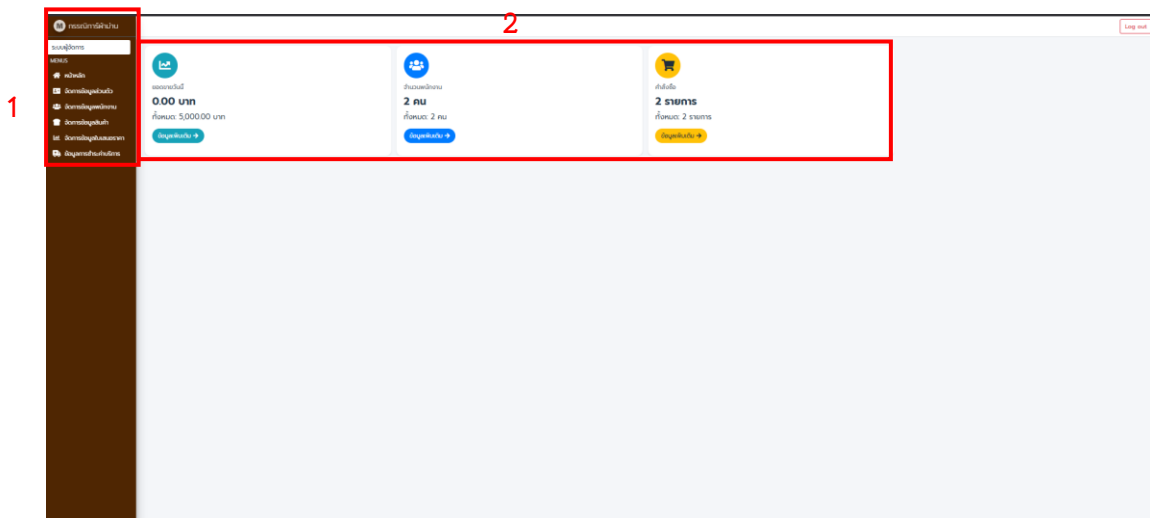 1
2
กรรณิการ์ผ้าม่าน
Log out
ระบบผู้จัดการ
MENUS
หน้าหลัก
จัดการข้อมูลส่วนตัว
จัดการข้อมูลพนักงาน
จัดการข้อมูลสินค้า
จัดการข้อมูลใบเสนอราคา
ข้อมูลการชำระค่าบริการ
ยอดขายวันนี้
0.00 บาท
ทั้งหมด: 5,000.00 บาท
ข้อมูลเพิ่มเติม
จำนวนพนักงาน
2 คน
ทั้งหมด: 2 คน
ข้อมูลเพิ่มเติม
คำสั่งซื้อ
2 รายการ
ทั้งหมด: 2 รายการ
ข้อมูลเพิ่มเติม